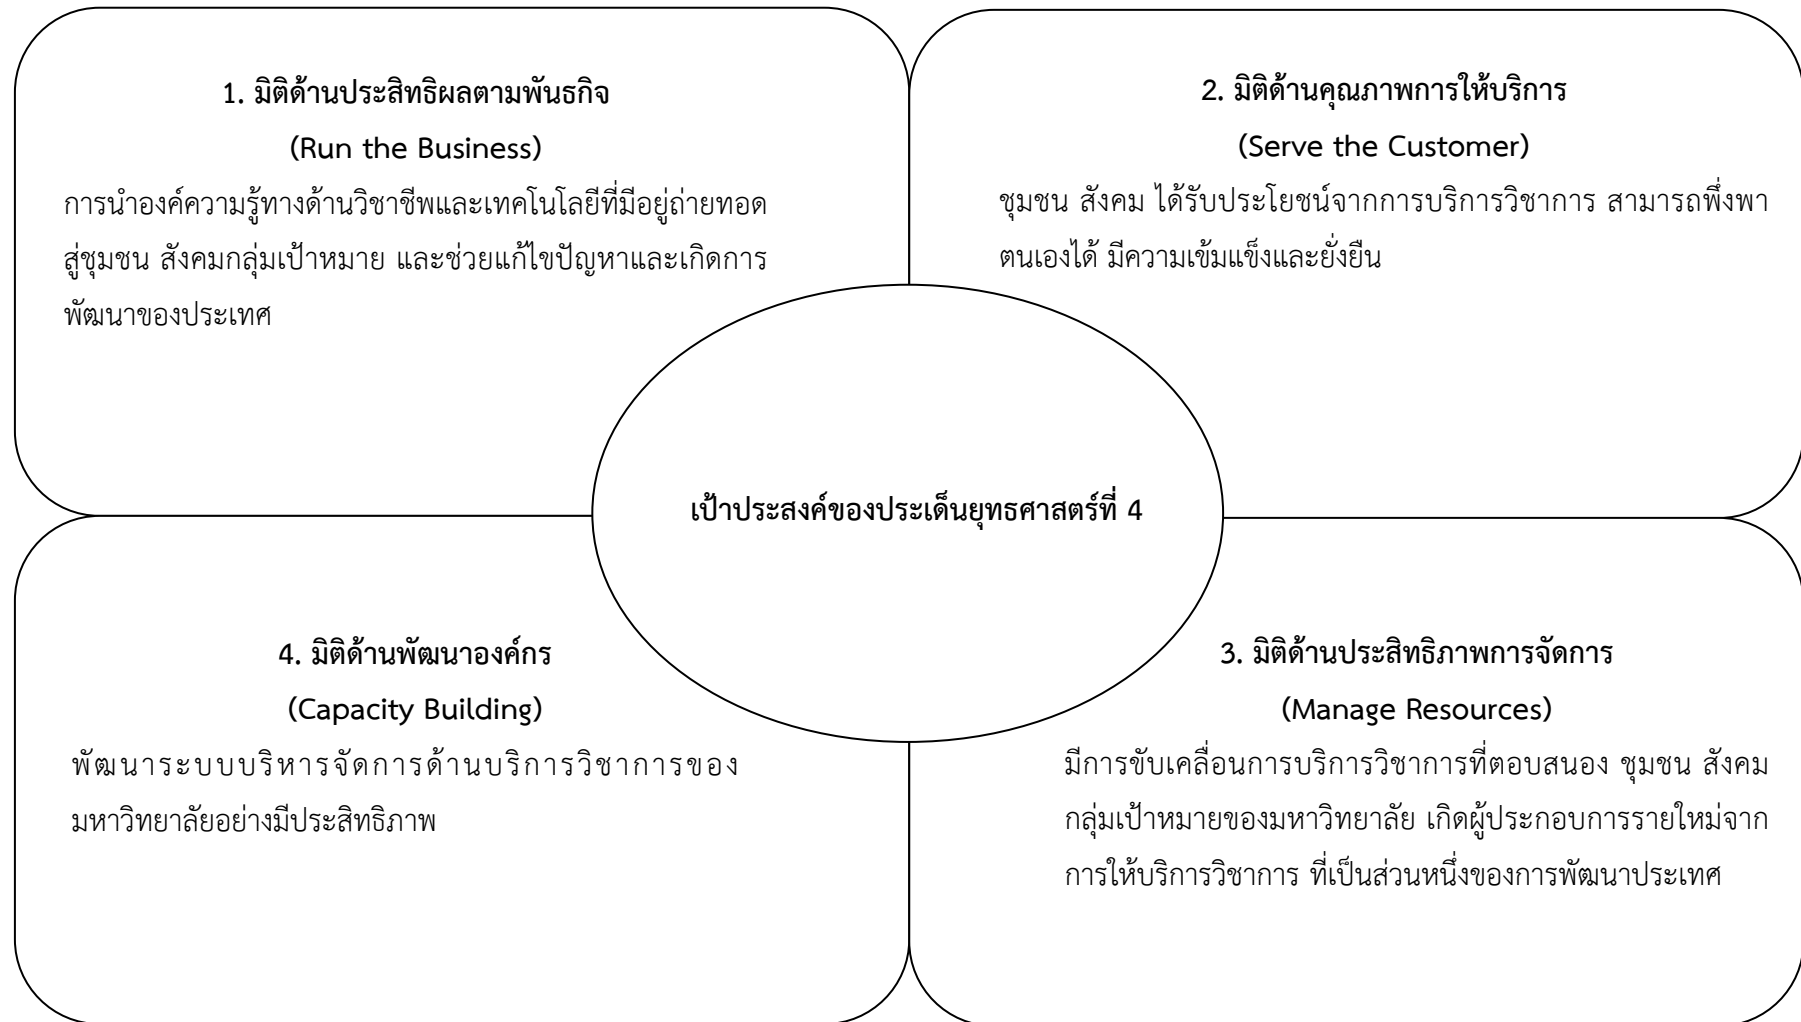 1. มิติด้านประสิทธิผลตามพันธกิจ
(Run the Business)
การนำองค์ความรู้ทางด้านวิชาชีพและเทคโนโลยีที่มีอยู่ถ่ายทอด
สู่ชุมชน สังคมกลุ่มเป้าหมาย และช่วยแก้ไขปัญหาและเกิดการ
พัฒนาของประเทศ
2. มิติด้านคุณภาพการให้บริการ
(Serve the Customer)
ชุมชน สังคม ได้รับประโยชน์จากการบริการวิชาการ สามารถพึ่งพา
ตนเองได้ มีความเข้มแข็งและยั่งยืน
เป้าประสงค์ของประเด็นยุทธศาสตร์ที่ 4
4. มิติด้านพัฒนาองค์กร
(Capacity Building)
พัฒนาระบบบริหารจัดการด้านบริการวิชาการของ
มหาวิทยาลัยอย่างมีประสิทธิภาพ
3. มิติด้านประสิทธิภาพการจัดการ
(Manage Resources)
มีการขับเคลื่อนการบริการวิชาการที่ตอบสนอง ชุมชน สังคม
กลุ่มเป้าหมายของมหาวิทยาลัย เกิดผู้ประกอบการรายใหม่จาก
การให้บริการวิชาการ ที่เป็นส่วนหนึ่งของการพัฒนาประเทศ